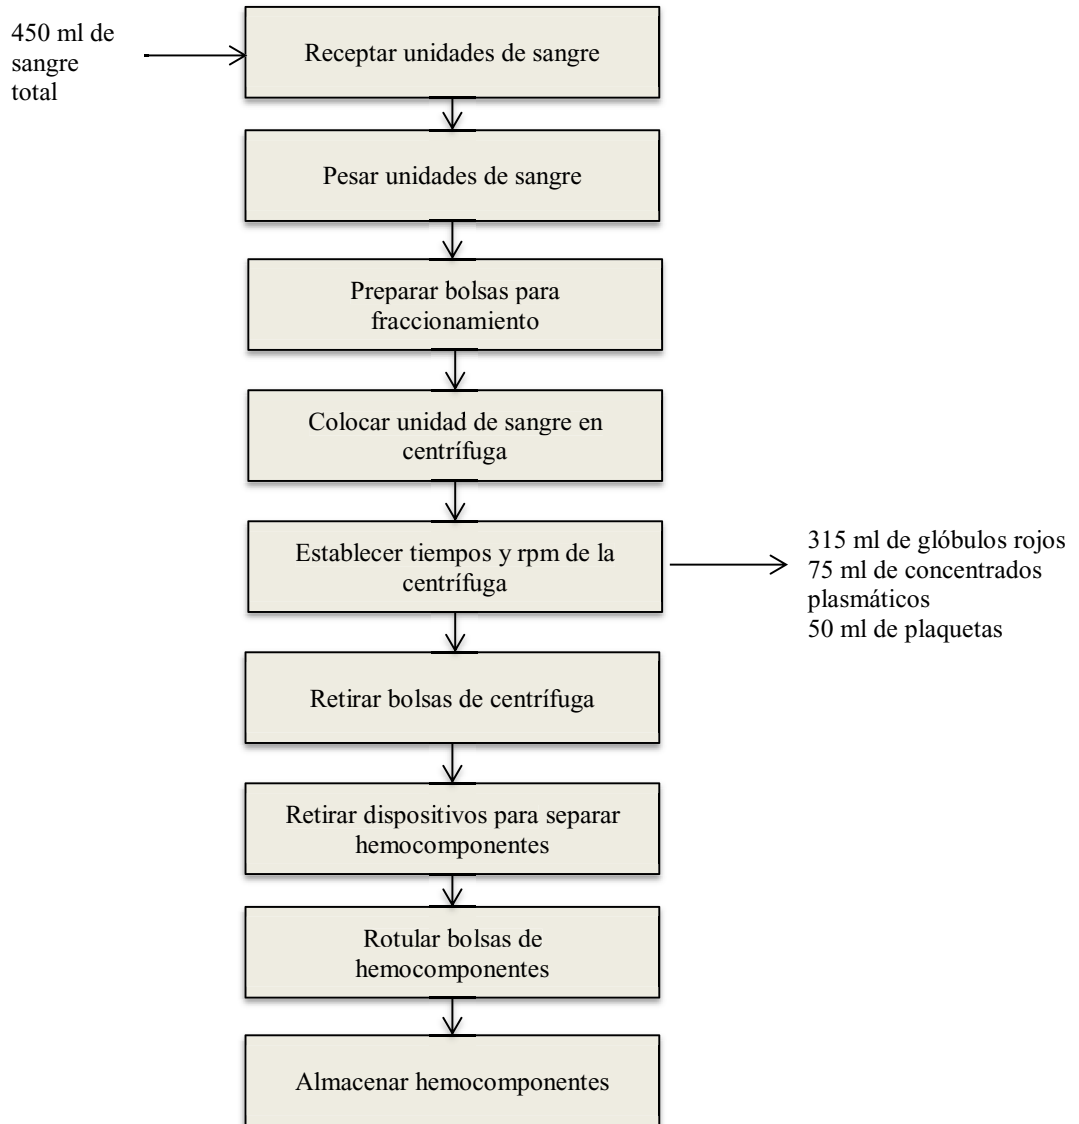 450 ml de
sangre
total
Receptar unidades de sangre
Pesar unidades de sangre
Preparar bolsas para
fraccionamiento
Colocar unidad de sangre en
centrífuga
Establecer tiempos y rpm de la
centrífuga
315 ml de glóbulos rojos
75 ml de concentrados
plasmáticos
50 ml de plaquetas
Retirar bolsas de centrífuga
Retirar dispositivos para separar
hemocomponentes
Rotular bolsas de
hemocomponentes
Almacenar hemocomponentes